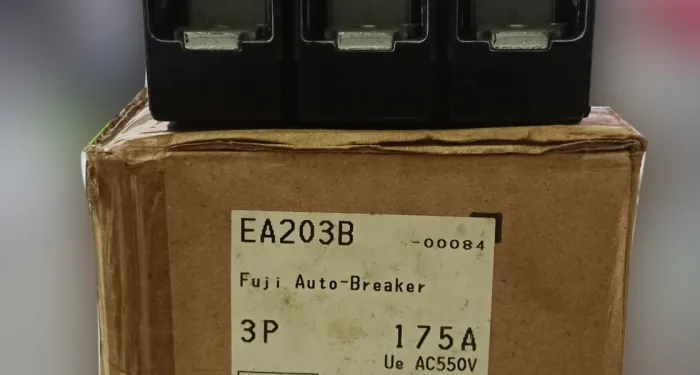 EA203B -00084
Fuji Auto-Breaker
3P 175A
Ue AC550V